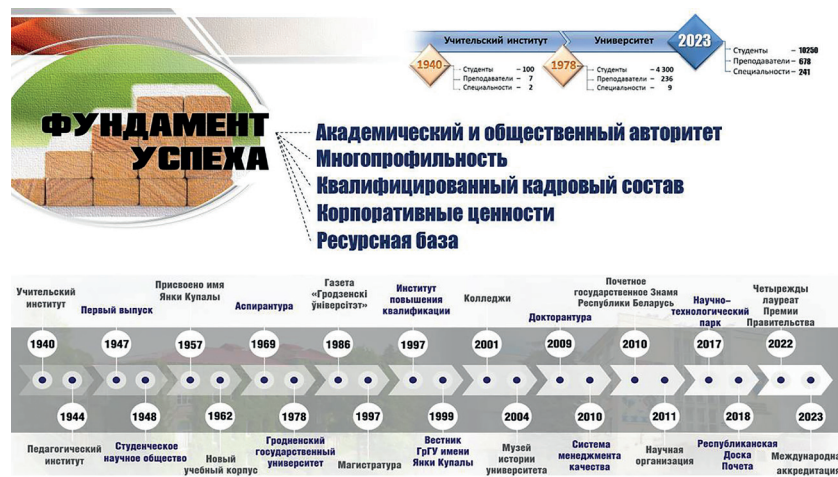 Учительский институт
Университет
1940
1978
2023
Студенты – 100
Преподаватели – 7
Специальности – 2
Студенты – 4 300
Преподаватели – 236
Специальности – 9
Студенты – 10250
Преподаватели – 678
Специальности – 241
ФУНДАМЕНТ
УСПЕХА
Академический и общественный авторитет
Многопрофильность
Квалифицированный кадровый состав
Корпоративные ценности
Ресурсная база
Учительский
институт
1940
Первый выпуск
1947
Присвоено имя
Янки Купалы
1957
Аспирантура
1969
Газета
«Гродзенскі
ўніверсітэт»
1986
Институт
повышения
квалификации
1997
Колледжи
2001
Докторантура
2009
Почетное
государственное Знамя
Республики Беларусь
2010
Научно-
технологический
парк
2017
Четырежды
лауреат
Премии
Правительства
2022
1944
Педагогический
институт
1948
Студенческое
научное общество
1962
Новый
учебный корпус
1978
Гродненский
государственный
университет
1997
Магистратура
1999
Вестник
ГрГУ имени
Янки Купалы
2004
Музей
истории
университета
2010
Система
менеджмента
качества
2011
Научная
организация
2018
Республиканская
Доска
Почета
2023
Международна
аккредитация